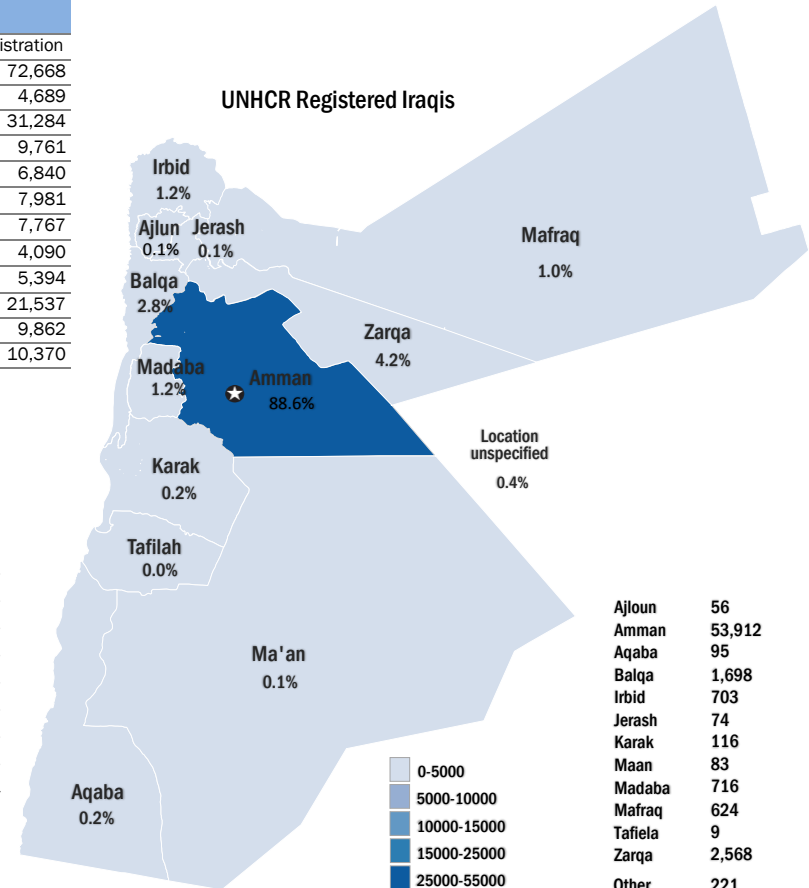 istration
72,668
4,689
31,284
9,761
6,840
7,981
7,767
4,090
5,394
21,537
9,862
10,370
UNHCR Registered Iraqis
Irbid
1.2%
Ajlun
0.1%
Jerash
0.1%
Mafraq
1.0%
Balqa
2.8%
Zarqa
4.2%
Madaba
1.2%
Amman
88.6%
Location
unspecified
0.4%
Karak
0.2%
Tafilah
0.0%
Ma'an
0.1%
Aqaba
0.2%
0-5000
5000-10000
10000-15000
15000-25000
25000-55000
Ajloun 56
Amman 53,912
Aqaba 95
Balqa 1,698
Irbid 703
Jerash 74
Karak 116
Maan 83
Madaba 716
Mafraq 624
Tafiela 9
Zarqa 2,568
Other 221